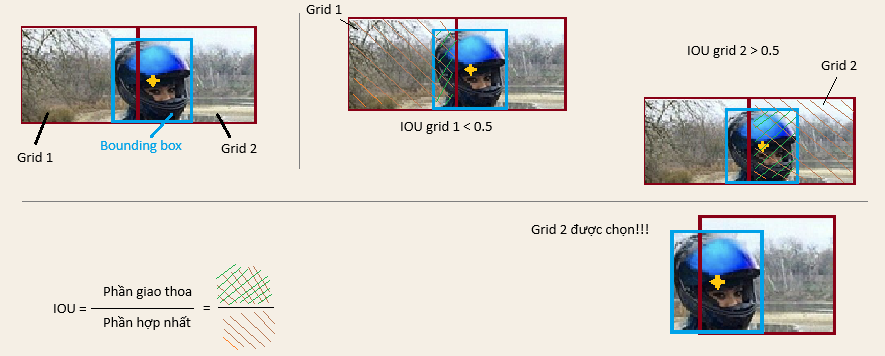 Grid 1
Bounding box
Grid 2
Grid 1
IOU grid 1 < 0.5
IOU grid 2 > 0.5
Grid 2
IOU =
Phần giao thoa
Phần hợp nhất
=
Grid 2 được chọn!!!